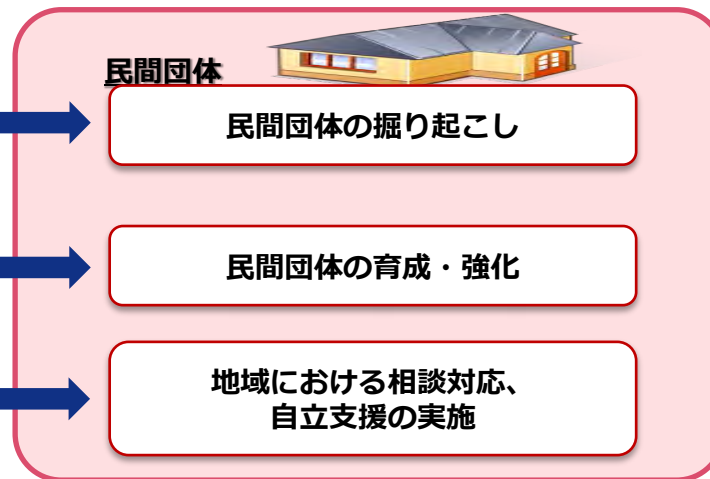 民間団体
民間団体の掘り起こし
民間団体の育成・強化
地域における相談対応、
自立支援の実施